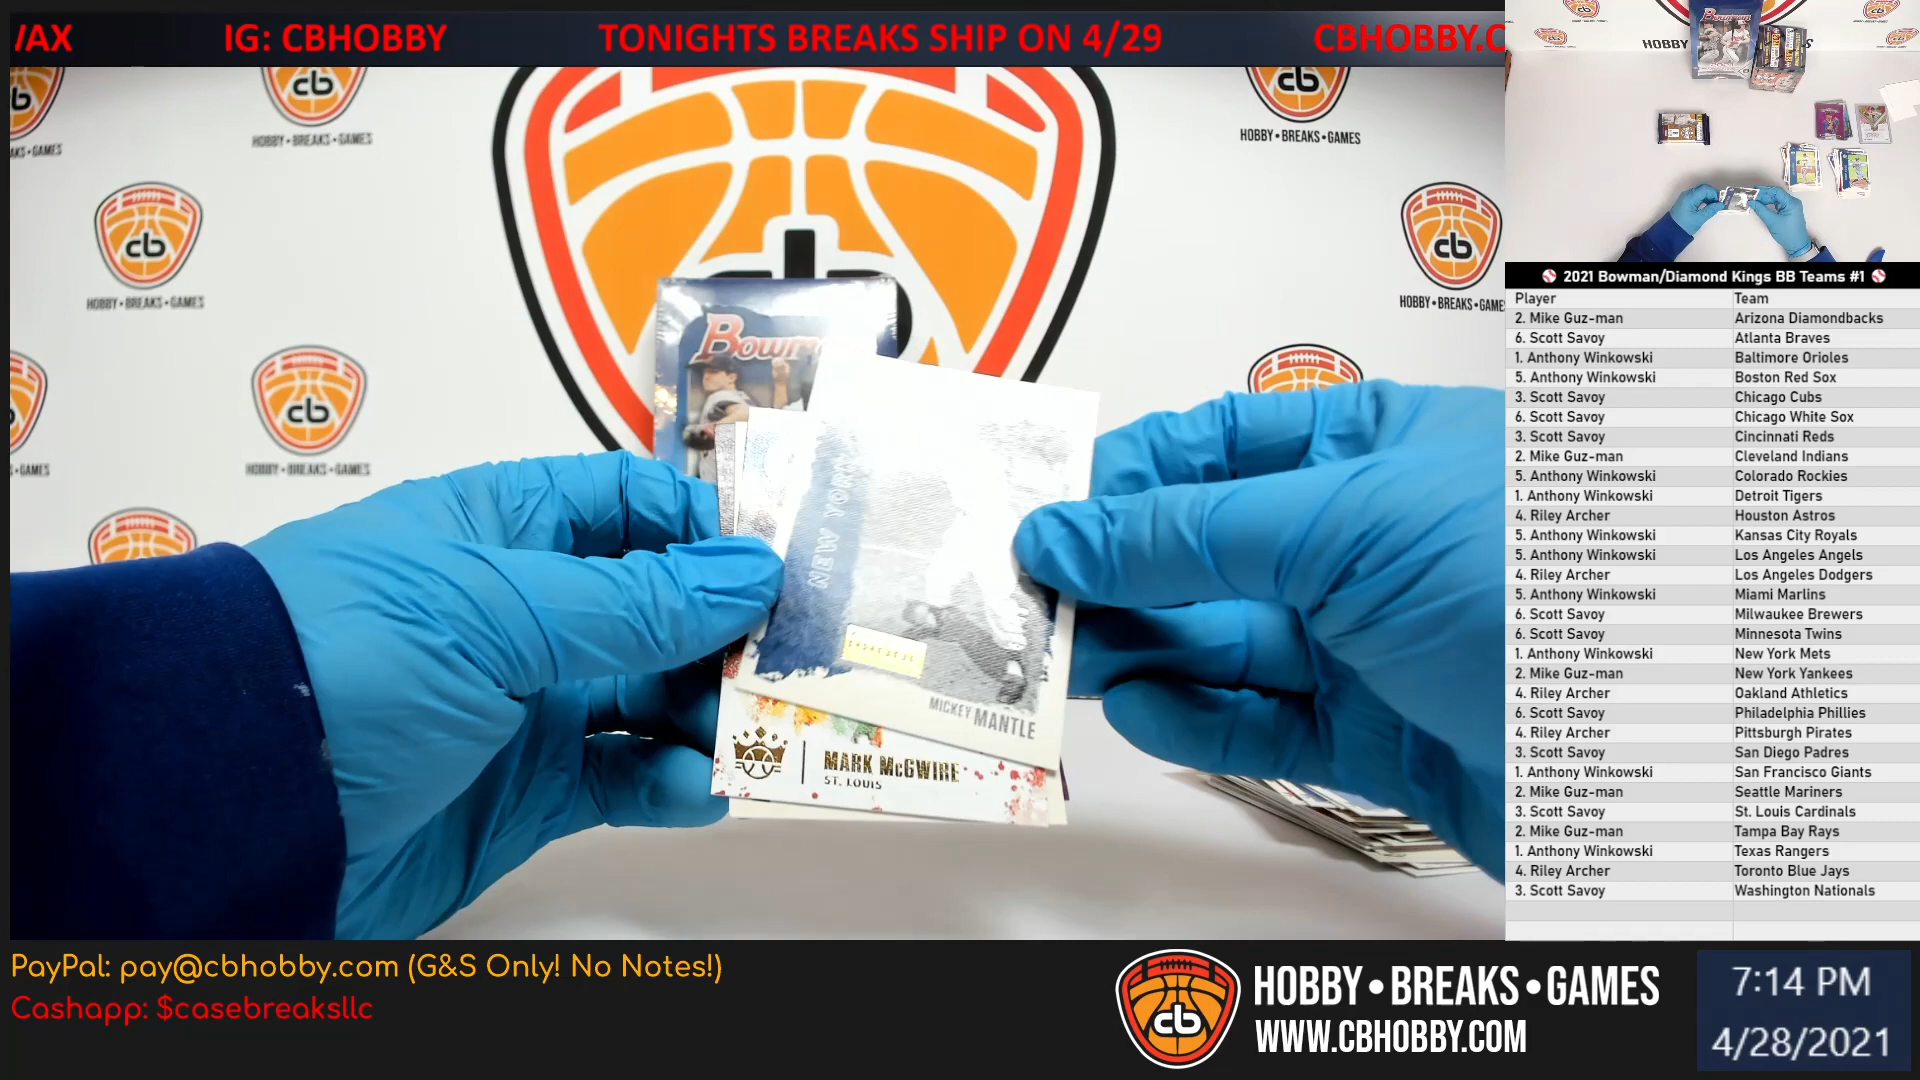 /AX IG: CBHOBBY TONIGHTS BREAKS SHIP ON 4/29 CBHOBBY.C
HOBBY • BREAKS • GAMES
cb
HOBBY • BREAKS • GAMES
cb
HOBBY • BREAKS • GAMES
cb
HOBBY • BREAKS • GAMES
cb
HOBBY • BREAKS • GAMES
Bowm
NEW YORK
MICKEY MANTLE
MARK McGWIRE
ST. LOUIS
Bowman
HOBBY
2021 Bowman/Diamond Kings BB Teams #1
Player Team
2. Mike Guz-man Arizona Diamondbacks
6. Scott Savoy Atlanta Braves
1. Anthony Winkowski Baltimore Orioles
5. Anthony Winkowski Boston Red Sox
3. Scott Savoy Chicago Cubs
6. Scott Savoy Chicago White Sox
3. Scott Savoy Cincinnati Reds
2. Mike Guz-man Cleveland Indians
5. Anthony Winkowski Colorado Rockies
1. Anthony Winkowski Detroit Tigers
4. Riley Archer Houston Astros
5. Anthony Winkowski Kansas City Royals
5. Anthony Winkowski Los Angeles Angels
4. Riley Archer Los Angeles Dodgers
5. Anthony Winkowski Miami Marlins
6. Scott Savoy Milwaukee Brewers
6. Scott Savoy Minnesota Twins
1. Anthony Winkowski New York Mets
2. Mike Guz-man New York Yankees
4. Riley Archer Oakland Athletics
6. Scott Savoy Philadelphia Phillies
4. Riley Archer Pittsburgh Pirates
3. Scott Savoy San Diego Padres
1. Anthony Winkowski San Francisco Giants
2. Mike Guz-man Seattle Mariners
3. Scott Savoy St. Louis Cardinals
2. Mike Guz-man Tampa Bay Rays
1. Anthony Winkowski Texas Rangers
4. Riley Archer Toronto Blue Jays
3. Scott Savoy Washington Nationals
PayPal: pay@cbhobby.com (G&S Only! No Notes!)
Cashapp: $casebreaksllc
cb
HOBBY • BREAKS • GAMES
WWW.CBHOBBY.COM
7:14 PM
4/28/2021